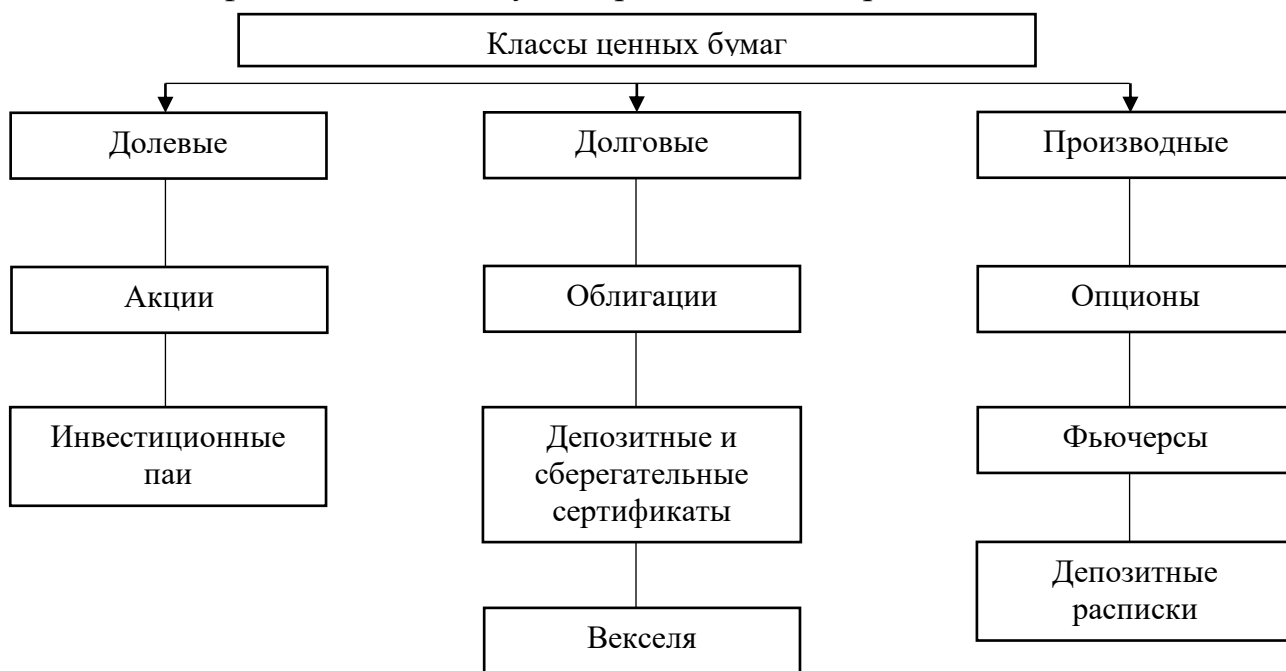 Классы ценных бумаг
Долевые
Долговые
Производные
Акции
Облигации
Опционы
Инвестиционные
паи
Депозитные и
сберегательные
сертификаты
Фьючерсы
Депозитные
расписки
Векселя